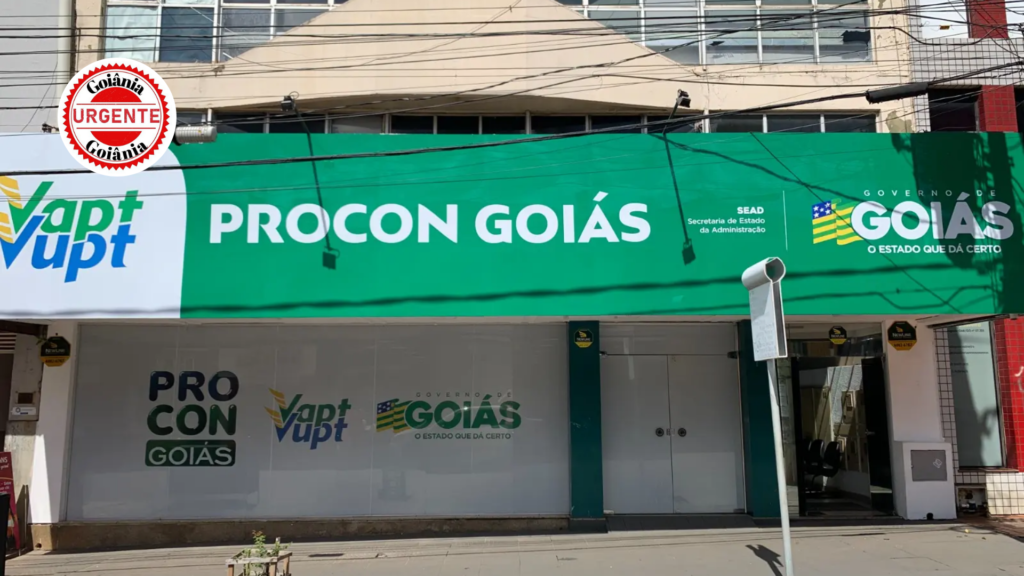 Goiânia
URGENTE
Goiânia
Vapt
Vupt
PROCON GOIÁS
SEAD
Secretaria de Estado
da Administração
GOVERNO DE
GOIÁS
O ESTADO QUE DÁ CERTO
PRO
CON
GOIÁS
Vapt
Vupt
GOVERNO DE
GOIÁS
O ESTADO QUE DÁ CERTO